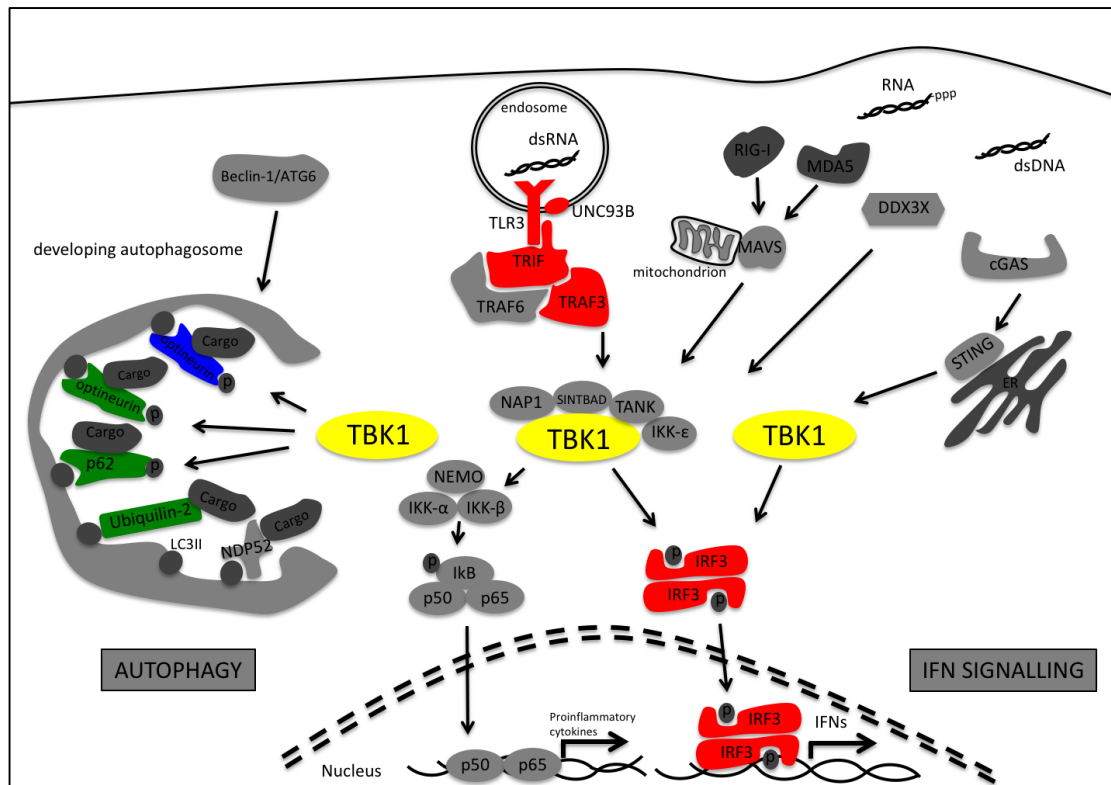 RNA
ppp
endosome
dsRNA
RIG-I
MDA5
dsDNA
Beclin-1/ATG6
UNC93B
TLR3
DDX3X
developing autophagosome
TRIF
MAVS
mitochondrion
cGAS
TRAF6
TRAF3
Cargo
optineurin
p
STING
ER
Cargo
optineurin
p
NAP1
SINTBAD
TANK
IKK-ε
TBK1
TBK1
TBK1
Cargo
p62
p
NEMO
IKK-α
IKK-β
Ubiquilin-2
Cargo
Cargo
LC3II
NDP52
p
IRF3
IRF3
p
p
IkB
p50
p65
AUTOPHAGY
IFN SIGNALLING
Proinflammatory
cytokines
p
IRF3
IRF3
p
IFNs
Nucleus
p50
p65